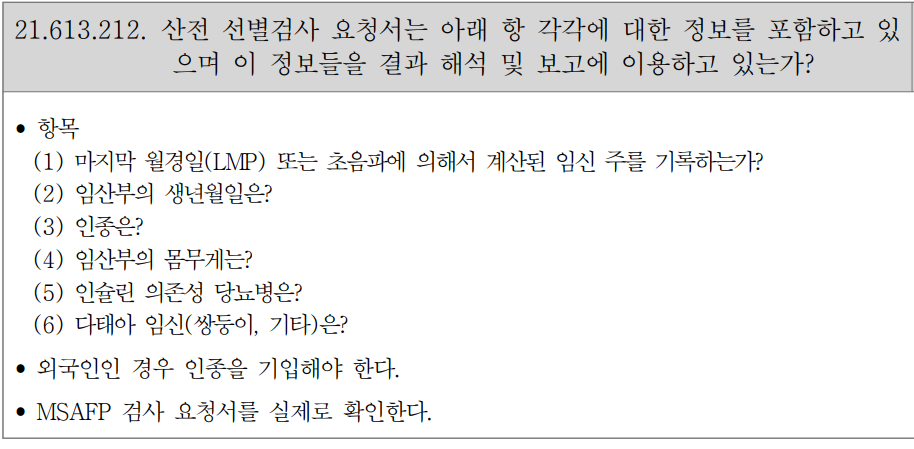 21.613.212. 산전 선별검사 요청서는 아래 항 각각에 대한 정보를 포함하고 있
으며 이 정보들을 결과 해석 및 보고에 이용하고 있는가?
• 항목
(1) 마지막 월경일(LMP) 또는 초음파에 의해서 계산된 임신 주를 기록하는가?
(2) 임산부의 생년월일은?
(3) 인종은?
(4) 임산부의 몸무게는?
(5) 인슐린 의존성 당뇨병은?
(6) 다태아 임신(쌍둥이, 기타)은?
• 외국인인 경우 인종을 기입해야 한다.
• MSAFP 검사 요청서를 실제로 확인한다.